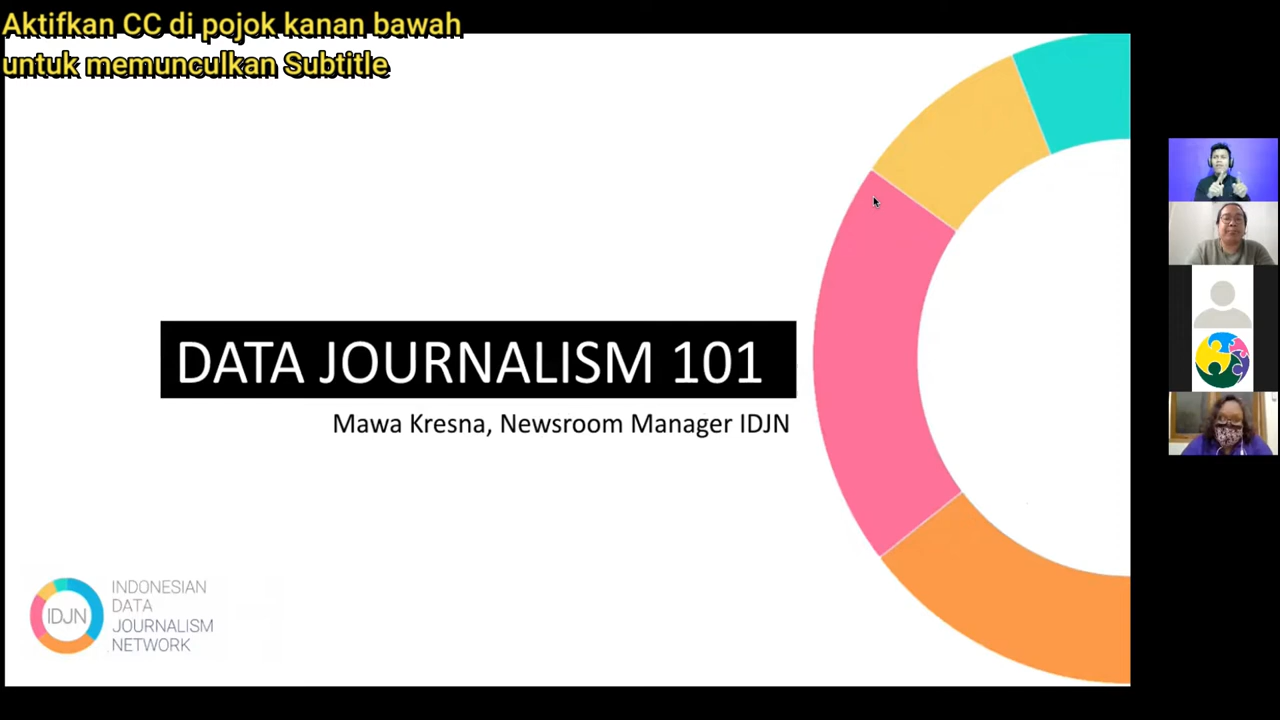 Aktifkan CC di pojok kanan bawah
untuk memunculkan Subtitle
DATA JOURNALISM 101
Mawa Kresna, Newsroom Manager IDJN
IDJN
INDONESIAN
DATA
JOURNALISM
NETWORK